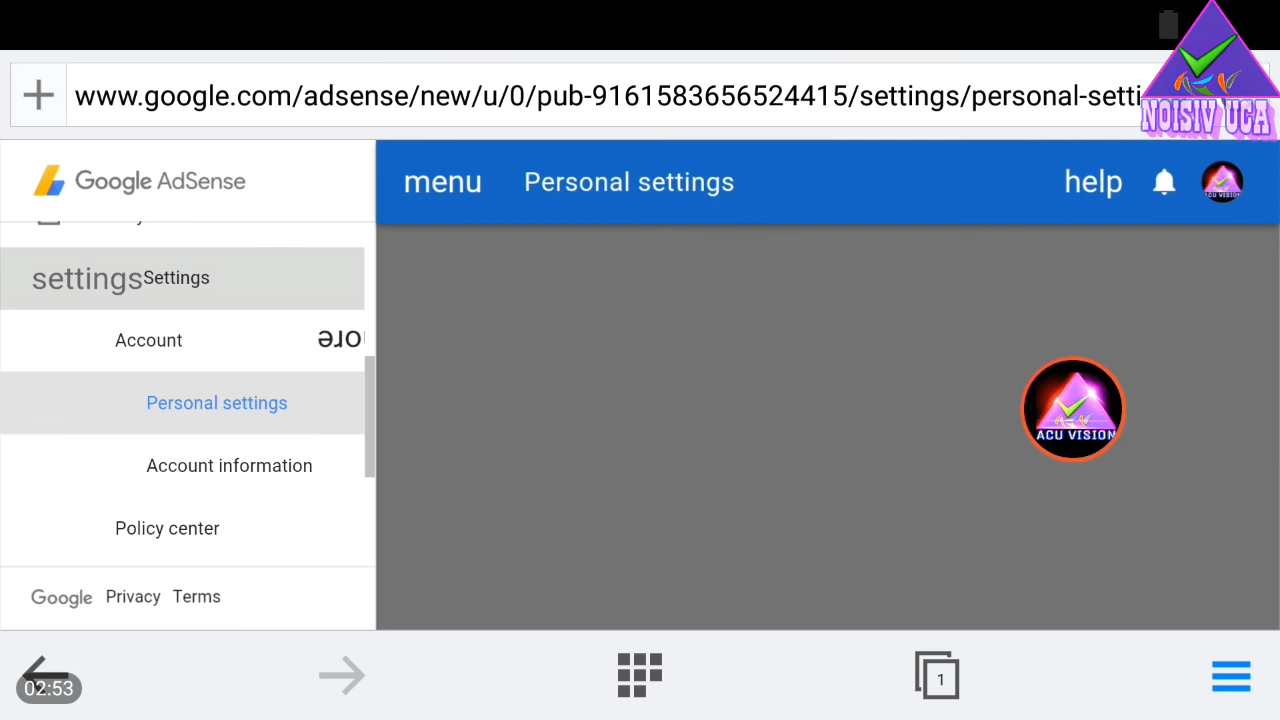 www.google.com/adsense/new/u/0/pub-9161583656524415/settings/personal-setti
NOISIV UCA
Google AdSense
menu Personal settings help
settings Settings
Account
Personal settings
Account information
ACU VISION
Policy center
Google Privacy Terms
1
02:53